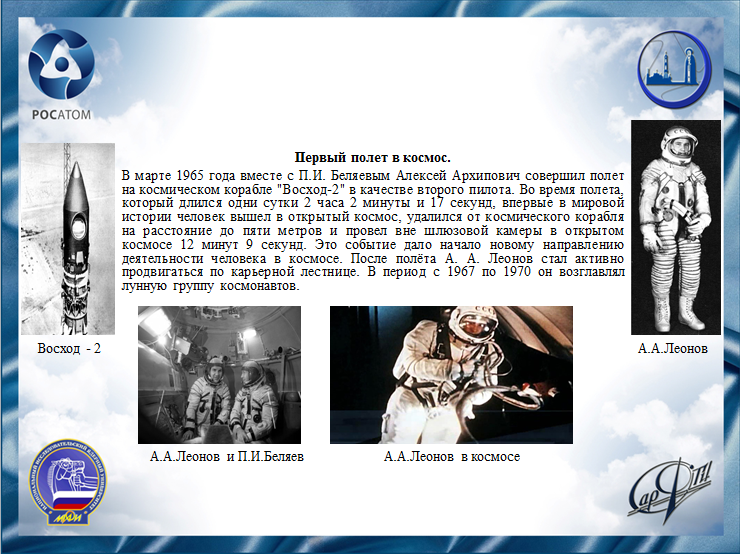 РОСАТОМ
Первый полет в космос.
В марте 1965 года вместе с П.И. Беляевым Алексей Архипович совершил полет
на космическом корабле "Восход-2" в качестве второго пилота. Во время полета,
который длился одни сутки 2 часа 2 минуты и 17 секунд, впервые в мировой
истории человек вышел в открытый космос, удалился от космического корабля
на расстояние до пяти метров и провел вне шлюзовой камеры в открытом
космосе 12 минут 9 секунд. Это событие дало начало новому направлению
деятельности человека в космосе. После полёта А. А. Леонов стал активно
продвигаться по карьерной лестнице. В период с 1967 по 1970 он возглавлял
лунную группу космонавтов.
Восход - 2
А.А.Леонов
А.А.Леонов и П.И.Беляев
А.А.Леонов в космосе
НАЦИОНАЛЬНЫЙ ИССЛЕДОВАТЕЛЬСКИЙ ЯДЕРНЫЙ УНИВЕРСИТЕТ
МИФИ
СарФТИ